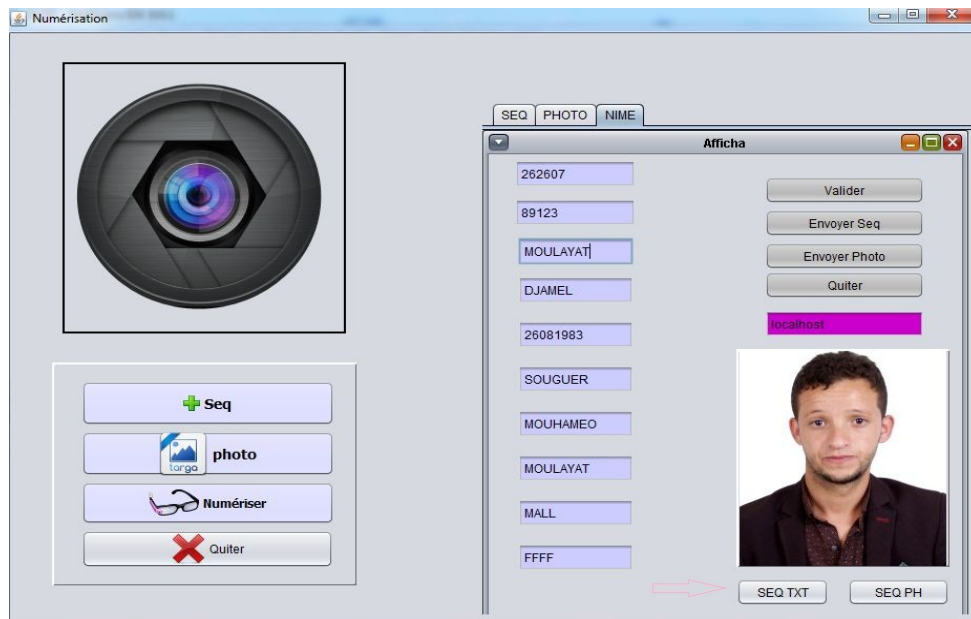 Numérisation
SEQ PHOTO NIME
Afficha
262607
89123
MOULAYAT
DJAMEL
26081983
SOUGUER
MOUHAMEO
MOULAYAT
MALL
FFFF
Valider
Envoyer Seq
Envoyer Photo
Quiter
localhost
SEQ TXT
SEQ PH
Seq
targa
photo
Numériser
Quiter